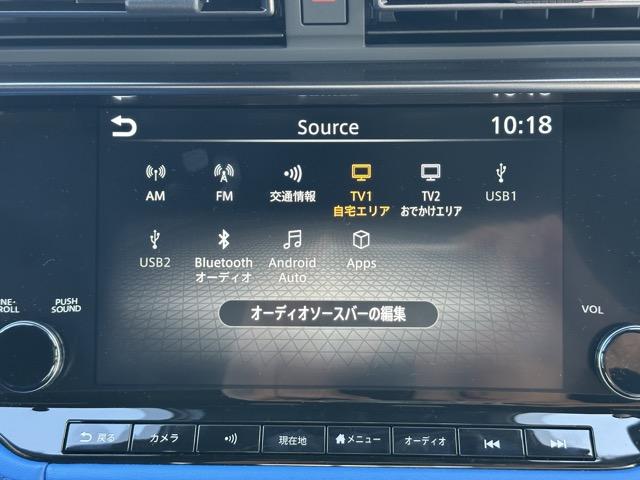 Source
10:18
AM
FM
交通情報
TV1
自宅エリア
TV2
おでかけエリア
USB1
USB2
Bluetooth
オーディオ
Android
Auto
Apps
オーディオソースバーの編集
PUSH
SOUND
VOL
戻る
カメラ
現在地
メニュー
オーディオ